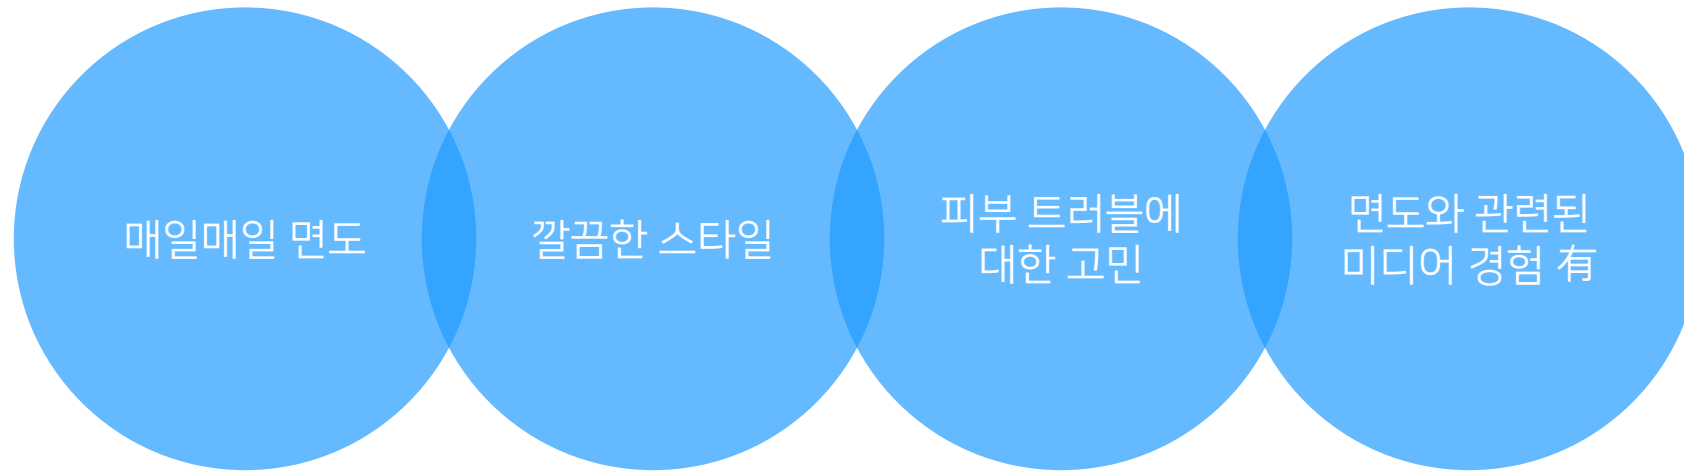 매일매일 면도
깔끔한 스타일
피부 트러블에
대한 고민
면도와 관련된
미디어 경험 有